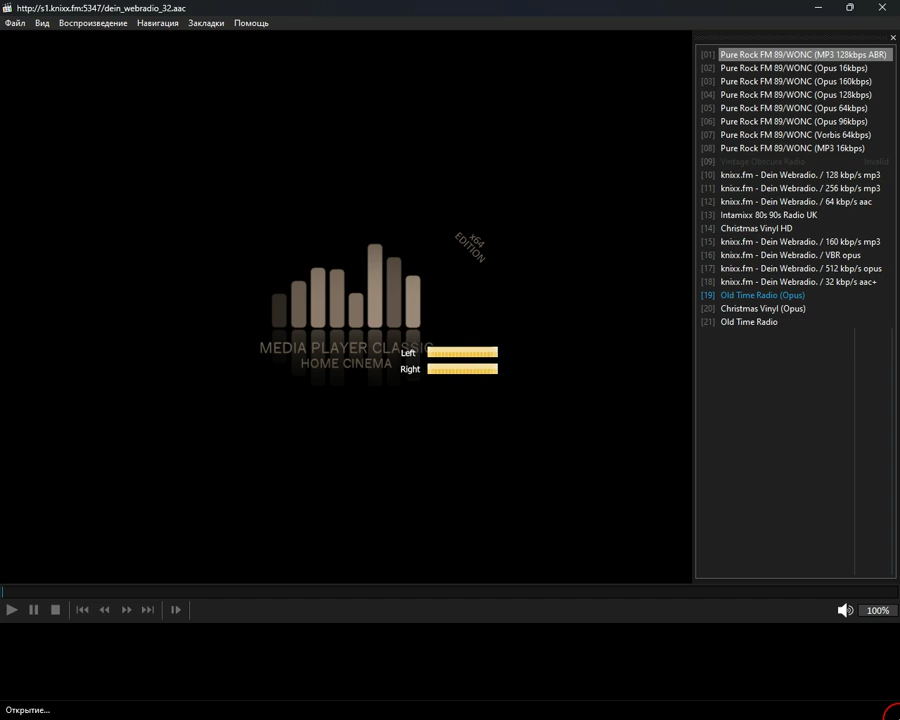 http://s1.knixx.fm:5347/dein_webradio_32.aac
Файл Вид Воспроизведение Навигация Закладки Помощь
[01] Pure Rock FM 89/WONC (MP3 128kbps ABR)
[02] Pure Rock FM 89/WONC (Opus 16kbps)
[03] Pure Rock FM 89/WONC (Opus 160kbps)
[04] Pure Rock FM 89/WONC (Opus 128kbps)
[05] Pure Rock FM 89/WONC (Opus 64kbps)
[06] Pure Rock FM 89/WONC (Opus 96kbps)
[07] Pure Rock FM 89/WONC (Vorbis 64kbps)
[08] Pure Rock FM 89/WONC (MP3 16kbps)
[09] Vintage Obscura Radio Invalid
[10] knixx.fm - Dein Webradio. / 128 kbp/s mp3
[11] knixx.fm - Dein Webradio. / 256 kbp/s mp3
[12] knixx.fm - Dein Webradio. / 64 kbp/s aac
[13] Intamixx 80s 90s Radio UK
[14] Christmas Vinyl HD
[15] knixx.fm - Dein Webradio. / 160 kbp/s mp3
[16] knixx.fm - Dein Webradio. / VBR opus
[17] knixx.fm - Dein Webradio. / 512 kbp/s opus
[18] knixx.fm - Dein Webradio. / 32 kbp/s aac+
[19] Old Time Radio (Opus)
[20] Christmas Vinyl (Opus)
[21] Old Time Radio
x64
EDITION
MEDIA PLAYER CLASSIC
HOME CINEMA
Left
Right
100%
Открытие...